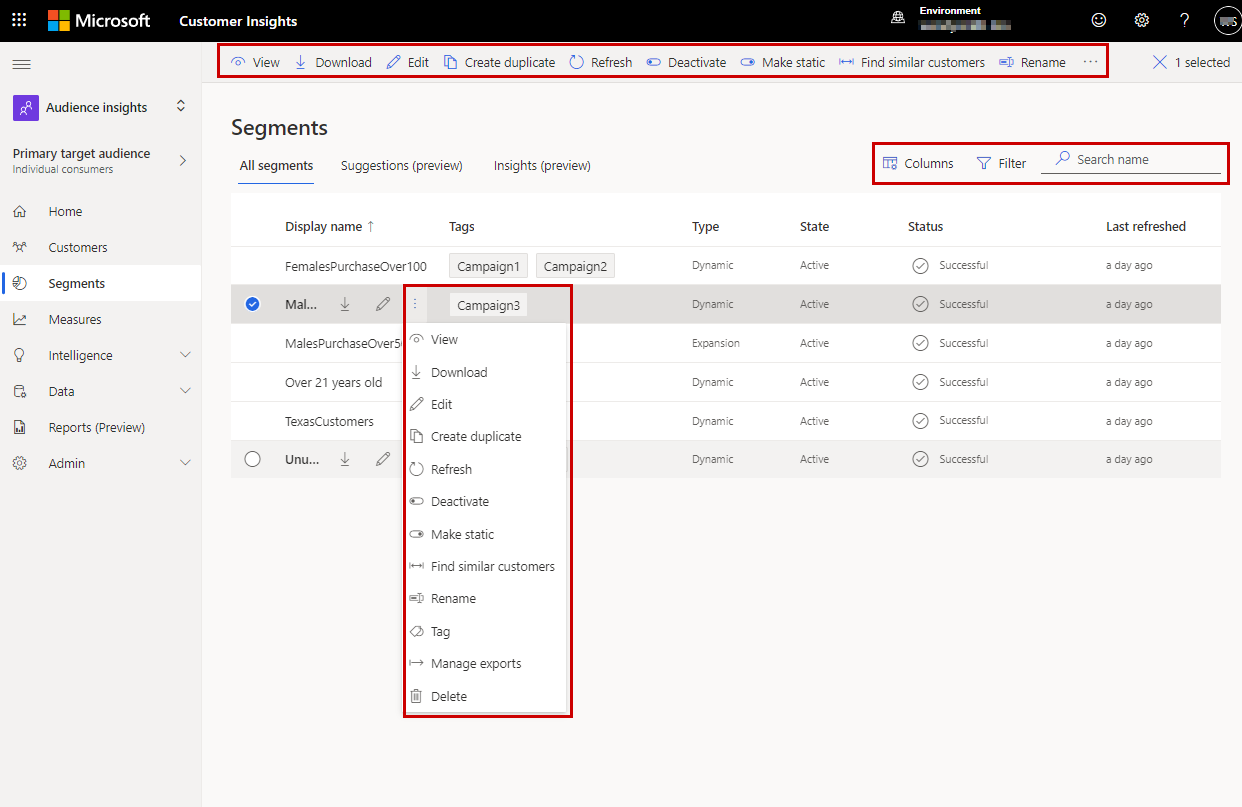 Microsoft Customer Insights Environment ?
View Download Edit Create duplicate Refresh Deactivate Make static Find similar customers Rename ... 1 selected
Audience insights
Primary target audience
Individual consumers
Home
Customers
Segments
Measures
Intelligence
Data
Reports (Preview)
Admin
Segments
All segments Suggestions (preview) Insights (preview) Columns Filter Search name
Display name ↑ Tags Type State Status Last refreshed
FemalesPurchaseOver100 Campaign1 Campaign2 Dynamic Active Successful a day ago
Mal... Campaign3 Dynamic Active Successful a day ago
MalesPurchaseOver5 Expansion Active Successful a day ago
Over 21 years old Dynamic Active Successful a day ago
TexasCustomers Dynamic Active Successful a day ago
Unu... Dynamic Active Successful a day ago
View
Download
Edit
Create duplicate
Refresh
Deactivate
Make static
Find similar customers
Rename
Tag
Manage exports
Delete